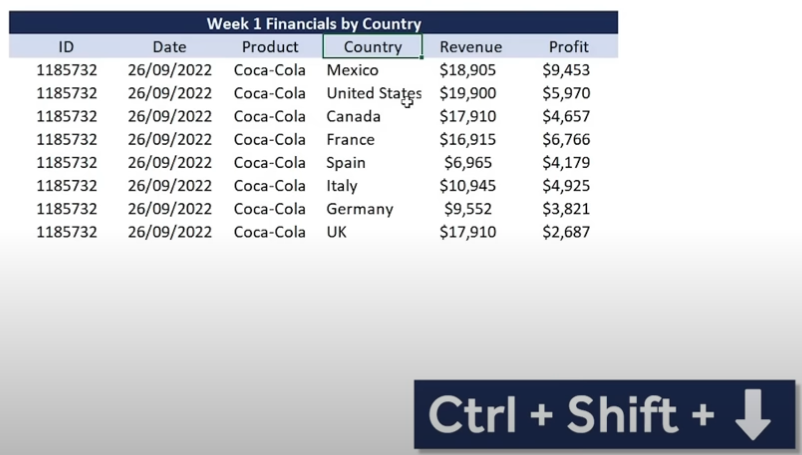 Week 1 Financials by Country
ID Date Product Country Revenue Profit
1185732 26/09/2022 Coca-Cola Mexico $18,905 $9,453
1185732 26/09/2022 Coca-Cola United States $19,900 $5,970
1185732 26/09/2022 Coca-Cola Canada $17,910 $4,657
1185732 26/09/2022 Coca-Cola France $16,915 $6,766
1185732 26/09/2022 Coca-Cola Spain $6,965 $4,179
1185732 26/09/2022 Coca-Cola Italy $10,945 $4,925
1185732 26/09/2022 Coca-Cola Germany $9,552 $3,821
1185732 26/09/2022 Coca-Cola UK $17,910 $2,687
Ctrl + Shift + ↓